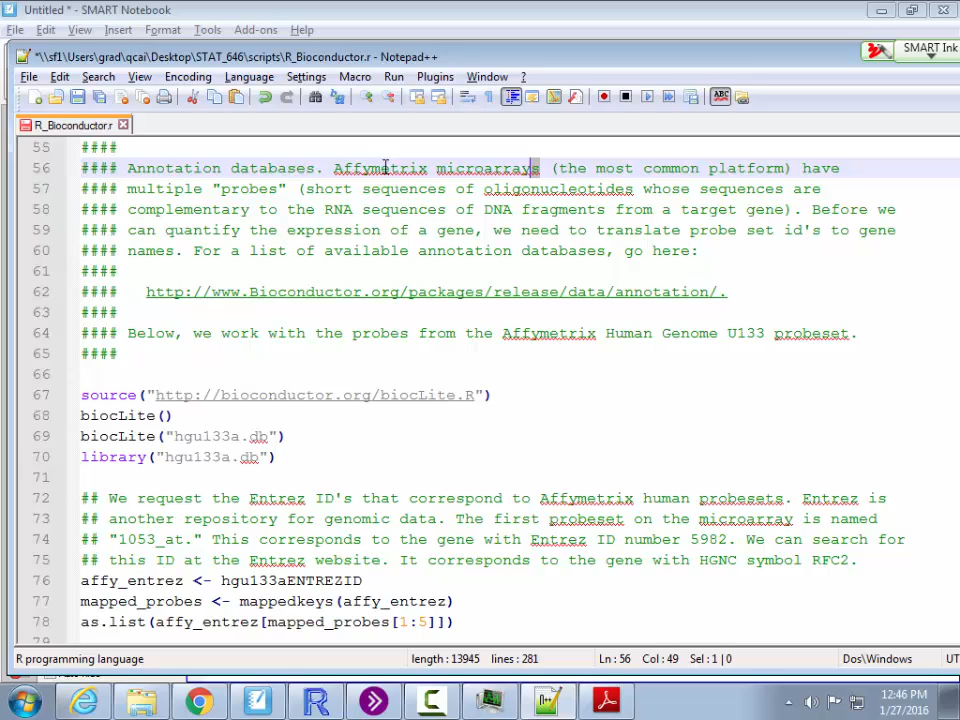 Untitled * - SMART Notebook
File Edit View Insert Format Tools Add-ons Help
*\\sf1\Users\grad\qcai\Desktop\STAT_646\scripts\R_Bioconductor.r - Notepad++
SMART Ink
File Edit Search View Encoding Language Settings Macro Run Plugins Window ?
R_Bioconductor.r
55 ####
56 #### Annotation databases. Affymetrix microarrays (the most common platform) have
57 #### multiple "probes" (short sequences of oligonucleotides whose sequences are
58 #### complementary to the RNA sequences of DNA fragments from a target gene). Before we
59 #### can quantify the expression of a gene, we need to translate probe set id's to gene
60 #### names. For a list of available annotation databases, go here:
61 ####
62 #### http://www.Bioconductor.org/packages/release/data/annotation/.
63 ####
64 #### Below, we work with the probes from the Affymetrix Human Genome U133 probeset.
65 ####
66
67 source("http://bioconductor.org/biocLite.R")
68 biocLite()
69 biocLite("hgu133a.db")
70 library("hgu133a.db")
71
72 ## We request the Entrez ID's that correspond to Affymetrix human probesets. Entrez is
73 ## another repository for genomic data. The first probeset on the microarray is named
74 ## "1053_at." This corresponds to the gene with Entrez ID number 5982. We can search for
75 ## this ID at the Entrez website. It corresponds to the gene with HGNC symbol RFC2.
76 affy_entrez <- hgu133aENTREZID
77 mapped_probes <- mappedkeys(affy_entrez)
78 as.list(affy_entrez[mapped_probes[1:5]])
79
R programming language length : 13945 lines : 281 Ln : 56 Col : 49 Sel : 1 | 0 Dos\Windows UT
12:46 PM
1/27/2016